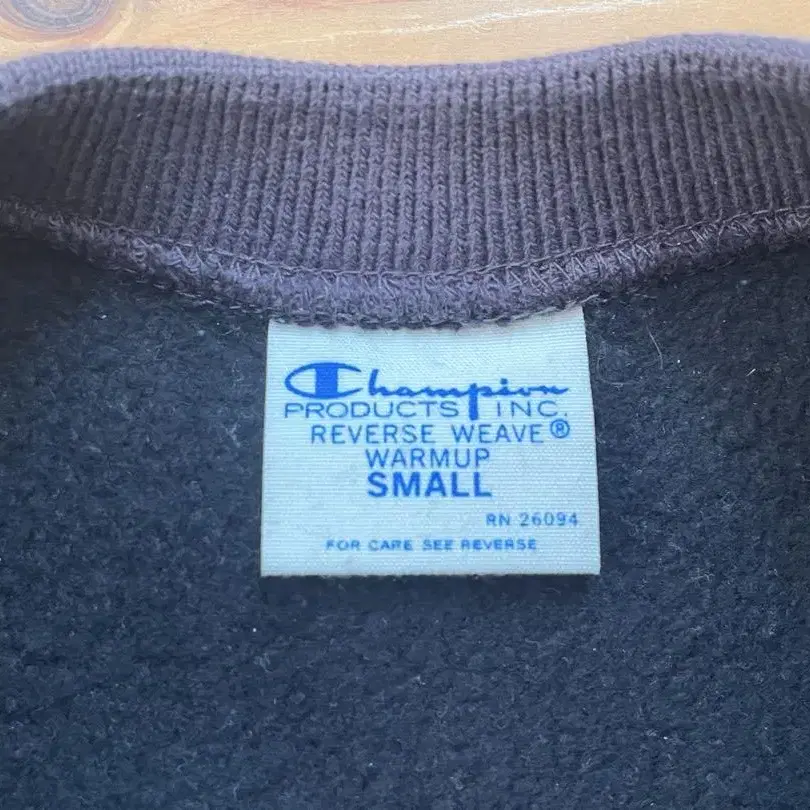 Champion
PRODUCTS INC.
REVERSE WEAVE®
WARMUP
SMALL
RN 26094
FOR CARE SEE REVERSE